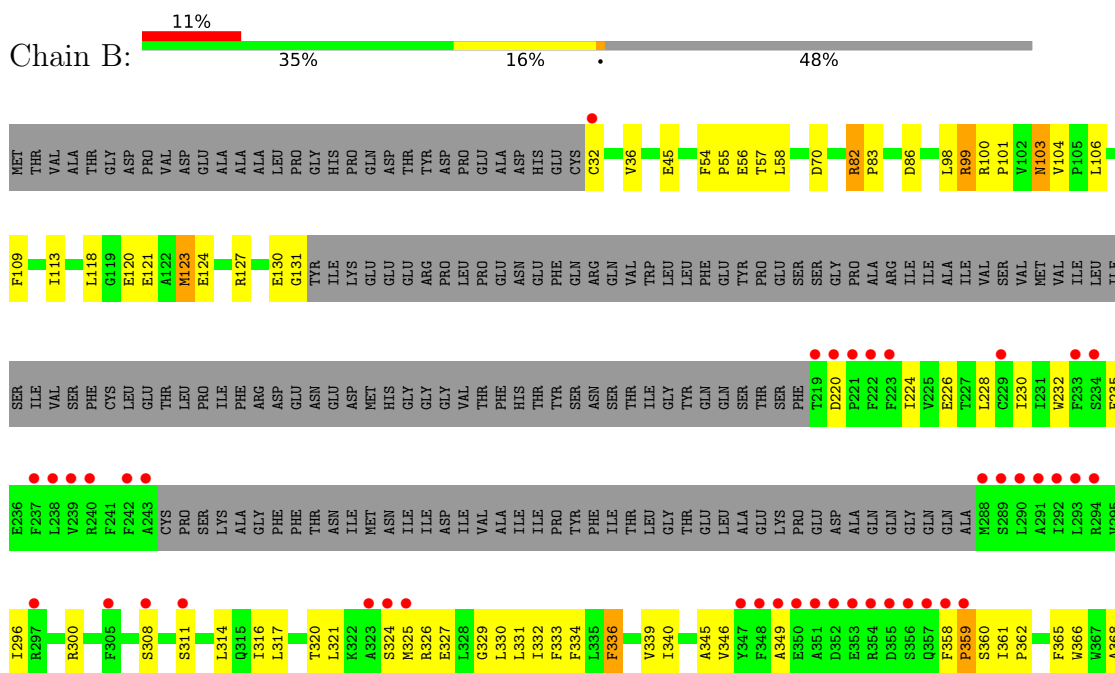 11%
Chain B:
35% 16% • 48%
MET THR VAL ALA THR GLY ASP PRO VAL ASP GLU ALA ALA ALA LEU PRO GLY HIS PRO GLN ASP THR TYR ASP PRO GLU ALA ASP HIS GLU CYS C32 V36 E45 F54 P55 E56 T57 L58 D70 R82 P83 D86 L98 R99 R100 P101 V102 N103 V104 P105 L106
F109 I113 L118 G119 E120 E121 A122 M123 E124 R127 E130 G131 TYR ILE LYS GLU GLU GLU ARG PRO LEU PRO GLU ASN GLU PHE GLN ARG GLN VAL TRP LEU LEU PHE GLU TYR PRO GLU SER SER GLY PRO ALA ARG ILE ILE ALA ILE VAL SER VAL MET VAL ILE LEU ILE
SER ILE VAL SER PHE CYS LEU GLU THR LEU PRO ILE PHE ARG ASP GLU ASN GLU ASP MET HIS GLY GLY GLY VAL THR PHE HIS THR TYR SER ASN SER THR ILE GLY TYR GLN GLN SER THR SER PHE T219 D220 P221 F222 F223 I224 V225 E226 T227 L228 C229 I230 I231 W232 F233 S234 F235
E236 F237 L238 V239 R240 F241 F242 A243 CYS PRO SER LYS ALA GLY PHE PHE THR ASN ILE MET ASN ILE ILE ASP ILE VAL ALA ILE ILE PRO TYR PHE ILE THR LEU GLY THR GLU LEU ALA GLU LYS PRO GLU ASP ALA GLN GLN GLY GLN GLN ALA M288 S289 L290 A291 I292 L293 R294 V295
I296 R297 R300 F305 S308 S311 L314 Q315 I316 L317 T320 L321 K322 A323 S324 M325 R326 E327 L328 G329 L330 L331 I332 F333 F334 L335 F336 V339 I340 A345 V346 Y347 F348 A349 E350 A351 D352 E353 R354 D355 S356 Q357 F358 P359 S360 I361 P362 F365 W366 W367 A368